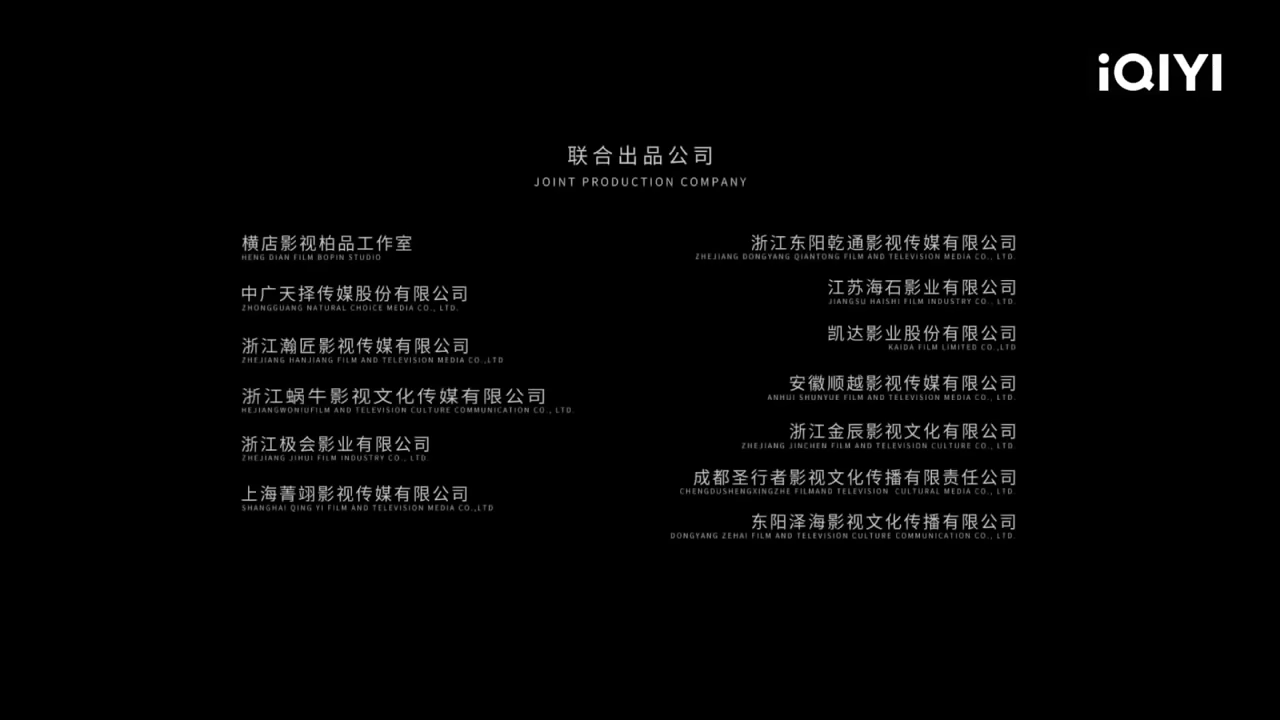 iQIYI
联合出品公司
JOINT PRODUCTION COMPANY
横店影视柏品工作室
HENG DIAN FILM BOPIN STUDIO
中广天择传媒股份有限公司
ZHONGGUANG NATURAL CHOICE MEDIA CO., LTD.
浙江瀚匠影视传媒有限公司
ZHEJIANG HANJIANG FILM AND TELEVISION MEDIA CO.,LTD
浙江蜗牛影视文化传媒有限公司
HEJIANGWONIUFILM AND TELEVISION CULTURE COMMUNICATION CO., LTD.
浙江极会影业有限公司
ZHEJIANG JIHUI FILM INDUSTRY CO., LTD.
上海菁翊影视传媒有限公司
SHANGHAI QING YI FILM AND TELEVISION MEDIA CO.,LTD
浙江东阳乾通影视传媒有限公司
ZHEJIANG DONGYANG QIANTONG FILM AND TELEVISION MEDIA CO., LTD.
江苏海石影业有限公司
JIANGSU HAISHI FILM INDUSTRY CO., LTD.
凯达影业股份有限公司
KAIDA FILM LIMITED CO.,LTD
安徽顺越影视传媒有限公司
ANHUI SHUNYUE FILM AND TELEVISION MEDIA CO., LTD.
浙江金辰影视文化有限公司
ZHEJIANG JINCHEN FILM AND TELEVISION CULTURE CO., LTD.
成都圣行者影视文化传播有限责任公司
CHENGDUSHENGXINGZHE FILMAND TELEVISION CULTURAL MEDIA CO., LTD.
东阳泽海影视文化传播有限公司
DONGYANG ZEHAI FILM AND TELEVISION CULTURE COMMUNICATION CO., LTD.